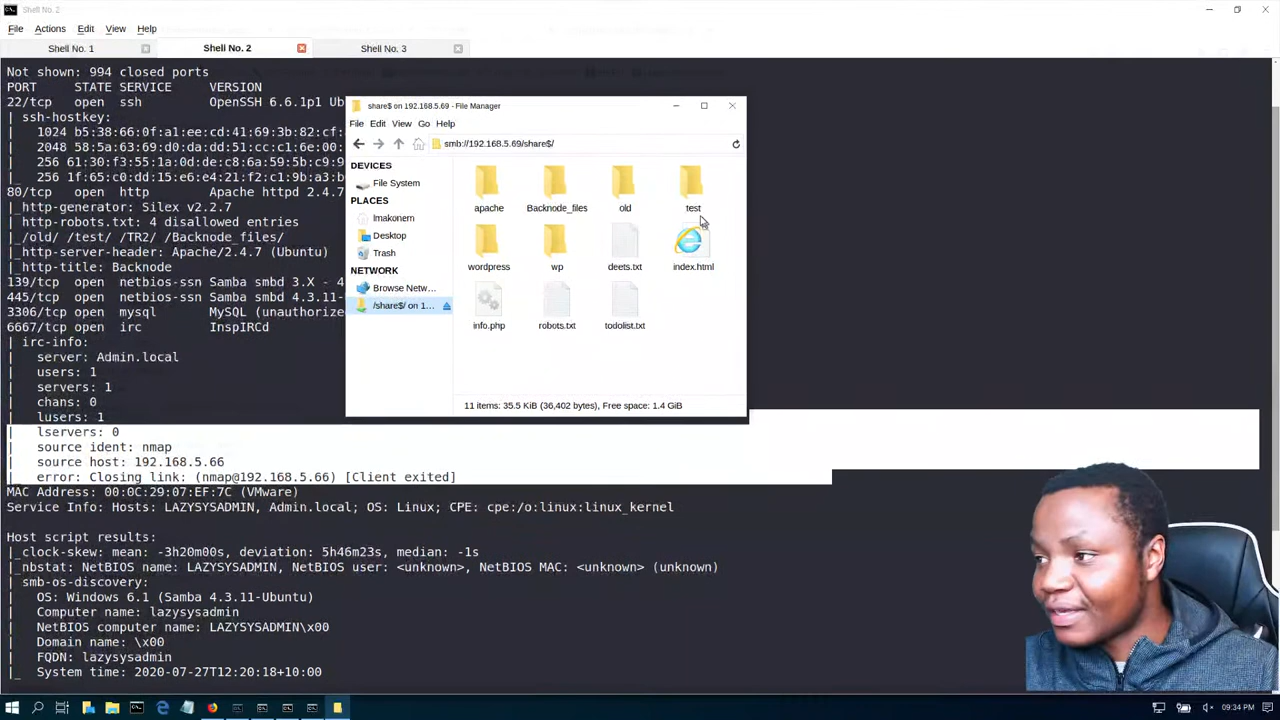 Shell No. 2
File Actions Edit View Help
Shell No. 1
Shell No. 2
Shell No. 3
Not shown: 994 closed ports
PORT STATE SERVICE VERSION
22/tcp open ssh OpenSSH 6.6.1p1 Ub
ssh-hostkey:
1024 b5:38:66:0f:a1:ee:cd:41:69:3b:82:cf:
2048 58:5a:63:69:d0:da:dd:51:cc:c1:6e:00:
256 61:30:f3:55:1a:0d:de:c8:6a:59:5b:c9:9
256 1f:65:c0:dd:15:e6:e4:21:f2:c1:9b:a3:b
80/tcp open http Apache httpd 2.4.7
|_http-generator: Silex v2.2.7
| http-robots.txt: 4 disallowed entries
|_/old/ /test/ /TR2/ /Backnode_files/
|_http-server-header: Apache/2.4.7 (Ubuntu)
|_http-title: Backnode
139/tcp open netbios-ssn Samba smbd 3.X - 4
445/tcp open netbios-ssn Samba smbd 4.3.11-
3306/tcp open mysql MySQL (unauthorize
6667/tcp open irc InspIRCd
| irc-info:
| server: Admin.local
| users: 1
| servers: 1
| chans: 0
| lusers: 1
| lservers: 0
| source ident: nmap
| source host: 192.168.5.66
|_ error: Closing link: (nmap@192.168.5.66) [Client exited]
MAC Address: 00:0C:29:07:EF:7C (VMware)
Service Info: Hosts: LAZYSYSADMIN, Admin.local; OS: Linux; CPE: cpe:/o:linux:linux_kernel
Host script results:
|_clock-skew: mean: -3h20m00s, deviation: 5h46m23s, median: -1s
|_nbstat: NetBIOS name: LAZYSYSADMIN, NetBIOS user: <unknown>, NetBIOS MAC: <unknown> (unknown)
| smb-os-discovery:
| OS: Windows 6.1 (Samba 4.3.11-Ubuntu)
| Computer name: lazysysadmin
| NetBIOS computer name: LAZYSYSADMIN\x00
| Domain name: \x00
| FQDN: lazysysadmin
|_ System time: 2020-07-27T12:20:18+10:00
share$ on 192.168.5.69 - File Manager
File Edit View Go Help
smb://192.168.5.69/share$/
DEVICES
File System
PLACES
lmakonem
Desktop
Trash
NETWORK
Browse Netw...
/share$/ on 1...
apache Backnode_files old test
wordpress wp deets.txt index.html
info.php robots.txt todolist.txt
11 items: 35.5 KiB (36,402 bytes), Free space: 1.4 GiB
09:34 PM